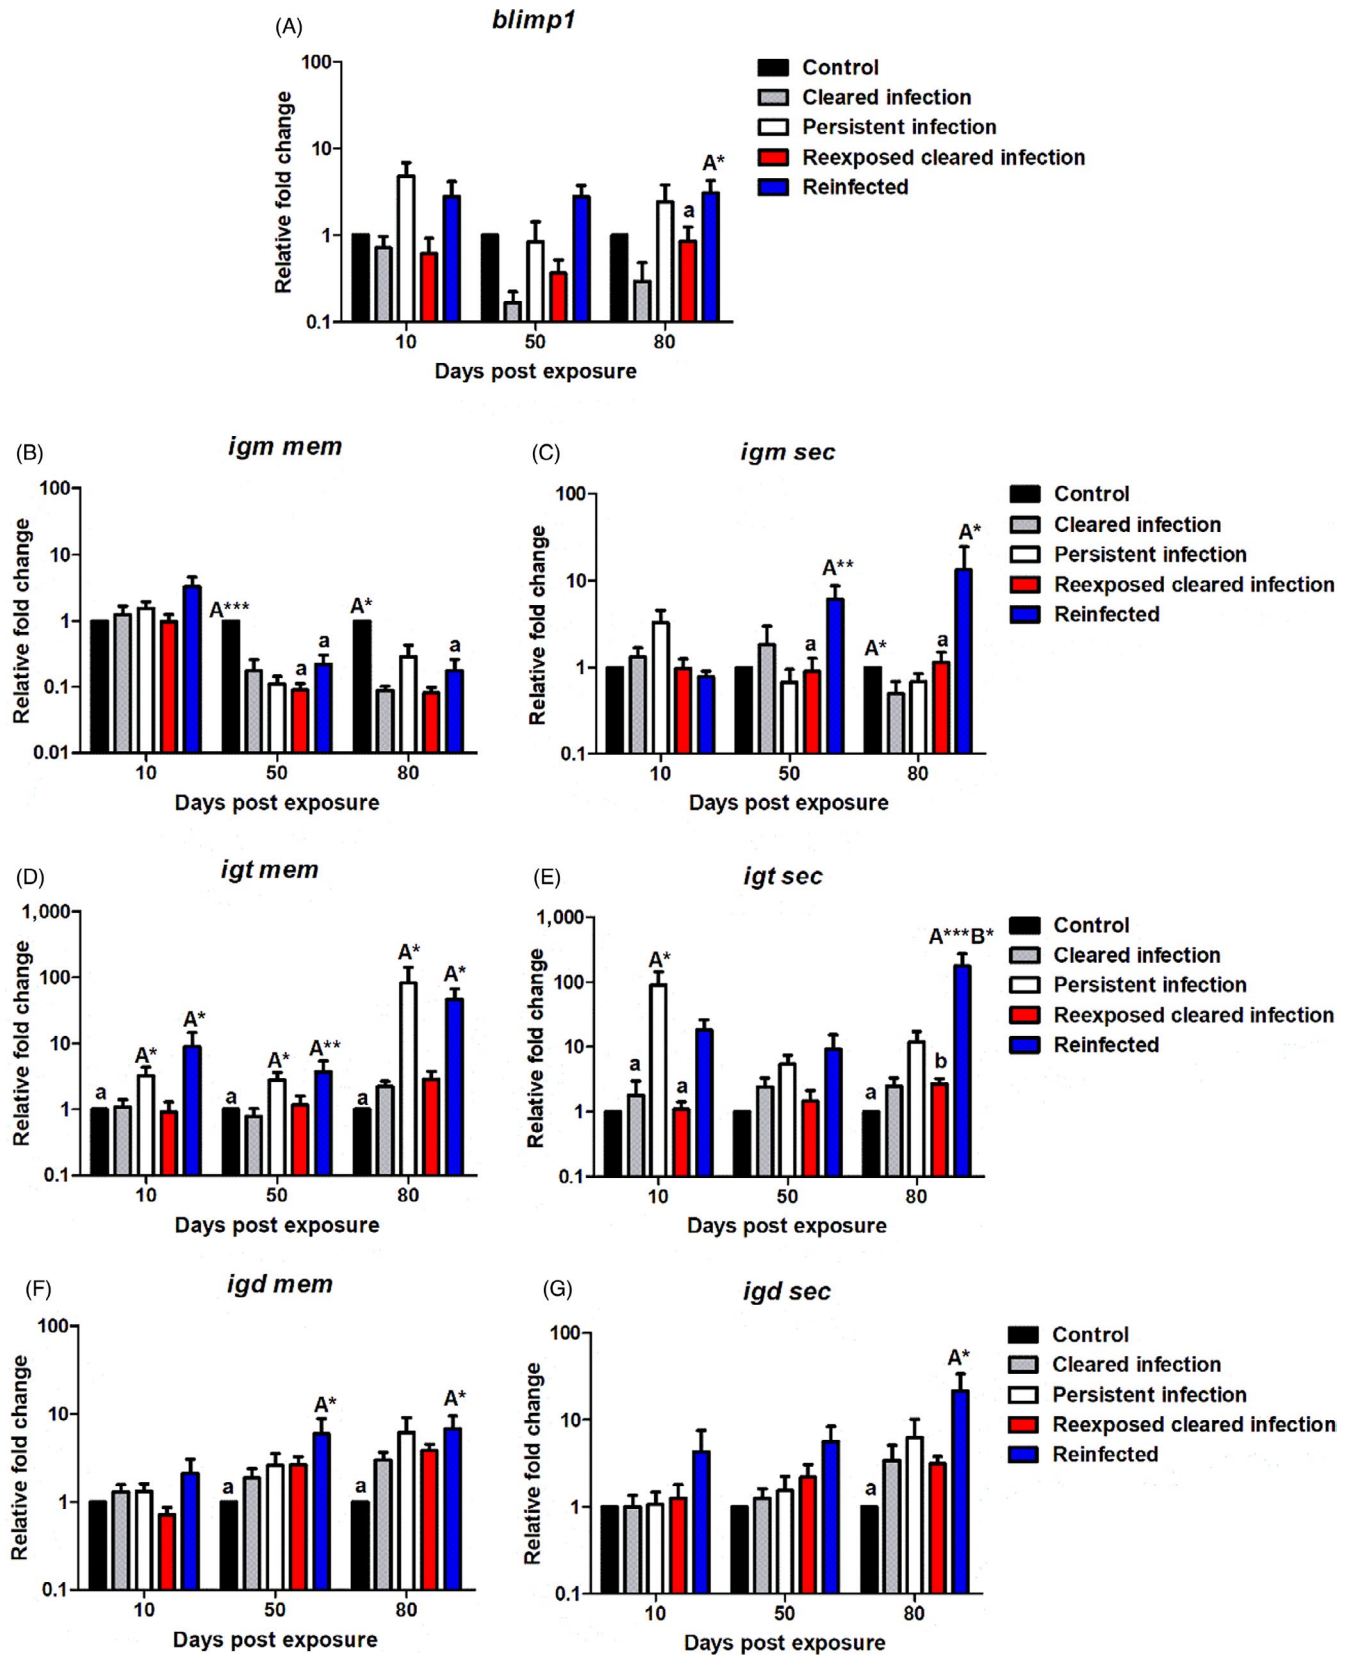 (A)
blimp1
Relative fold change
100
10
1
0.1
A*
a
10 50 80
Days post exposure
Control
Cleared infection
Persistent infection
Reexposed cleared infection
Reinfected
(B)
igm mem
Relative fold change
100
10
1
0.1
0.01
A***
a
a
A*
a
10 50 80
Days post exposure
(C)
igm sec
Relative fold change
100
10
1
0.1
a
A**
A*
a
A*
10 50 80
Days post exposure
Control
Cleared infection
Persistent infection
Reexposed cleared infection
Reinfected
(D)
igt mem
Relative fold change
1,000
100
10
1
0.1
a
A*
A*
a
A*
A**
a
A*
A*
10 50 80
Days post exposure
(E)
igt sec
Relative fold change
1,000
100
10
1
0.1
a
A*
a
a
b
A***B*
10 50 80
Days post exposure
Control
Cleared infection
Persistent infection
Reexposed cleared infection
Reinfected
(F)
igd mem
Relative fold change
100
10
1
0.1
a
A*
a
A*
10 50 80
Days post exposure
(G)
igd sec
Relative fold change
100
10
1
0.1
a
A*
10 50 80
Days post exposure
Control
Cleared infection
Persistent infection
Reexposed cleared infection
Reinfected